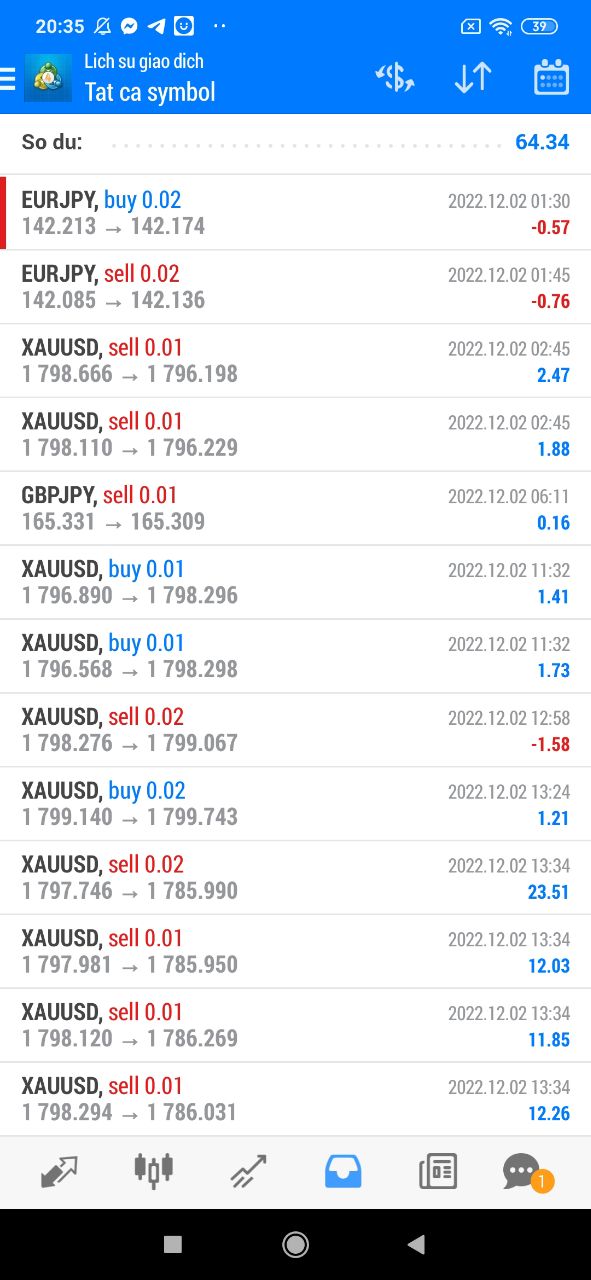 20:35
39
Lich su giao dich
Tat ca symbol
So du: 64.34
EURJPY, buy 0.02 2022.12.02 01:30
142.213 → 142.174 -0.57
EURJPY, sell 0.02 2022.12.02 01:45
142.085 → 142.136 -0.76
XAUUSD, sell 0.01 2022.12.02 02:45
1 798.666 → 1 796.198 2.47
XAUUSD, sell 0.01 2022.12.02 02:45
1 798.110 → 1 796.229 1.88
GBPJPY, sell 0.01 2022.12.02 06:11
165.331 → 165.309 0.16
XAUUSD, buy 0.01 2022.12.02 11:32
1 796.890 → 1 798.296 1.41
XAUUSD, buy 0.01 2022.12.02 11:32
1 796.568 → 1 798.298 1.73
XAUUSD, sell 0.02 2022.12.02 12:58
1 798.276 → 1 799.067 -1.58
XAUUSD, buy 0.02 2022.12.02 13:24
1 799.140 → 1 799.743 1.21
XAUUSD, sell 0.02 2022.12.02 13:34
1 797.746 → 1 785.990 23.51
XAUUSD, sell 0.01 2022.12.02 13:34
1 797.981 → 1 785.950 12.03
XAUUSD, sell 0.01 2022.12.02 13:34
1 798.120 → 1 786.269 11.85
XAUUSD, sell 0.01 2022.12.02 13:34
1 798.294 → 1 786.031 12.26
1